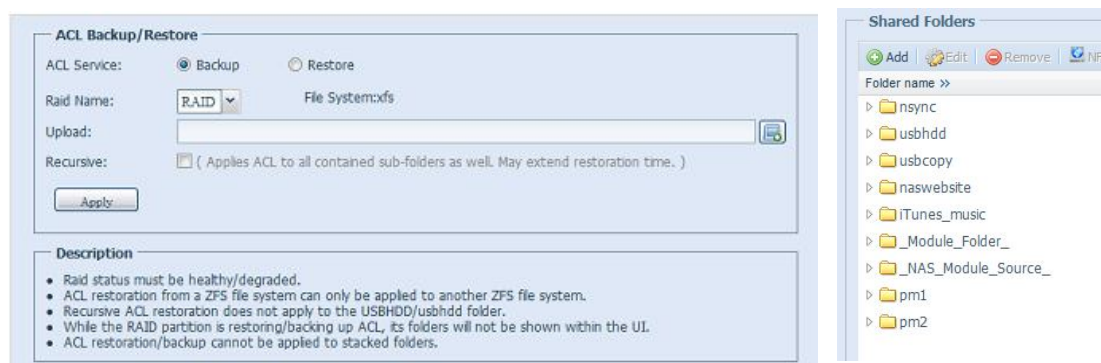 ACL Backup/Restore
ACL Service: Backup Restore
Raid Name: RAID File System:xfs
Upload:
Recursive: ( Applies ACL to all contained sub-folders as well. May extend restoration time. )
Apply
Description
• Raid status must be healthy/degraded.
• ACL restoration from a ZFS file system can only be applied to another ZFS file system.
• Recursive ACL restoration does not apply to the USBHDD/usbhdd folder.
• While the RAID partition is restoring/backing up ACL, its folders will not be shown within the UI.
• ACL restoration/backup cannot be applied to stacked folders.
Shared Folders
Add Edit Remove NF
Folder name »
nsync
usbhdd
usbcopy
naswebsite
iTunes_music
_Module_Folder_
_NAS_Module_Source_
pm1
pm2